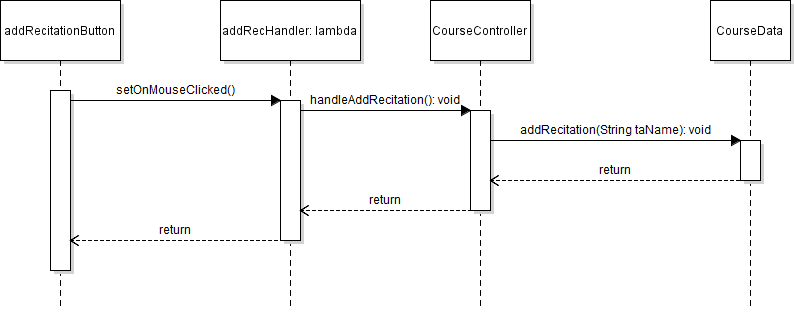 addRecitationButton
addRecHandler: lambda
CourseController
CourseData
setOnMouseClicked()
handleAddRecitation(): void
addRecitation(String taName): void
return
return
return